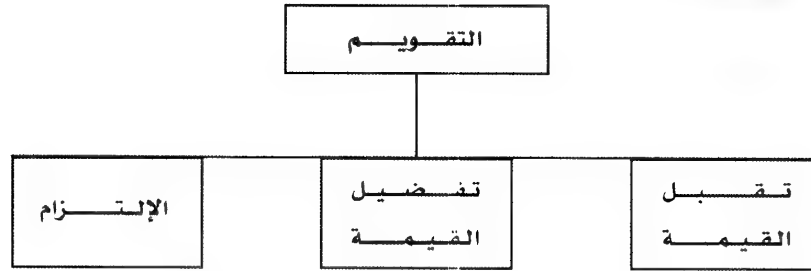 التقويم
تقبل
القيمة
تفضيل
القيمة
الإلتزام